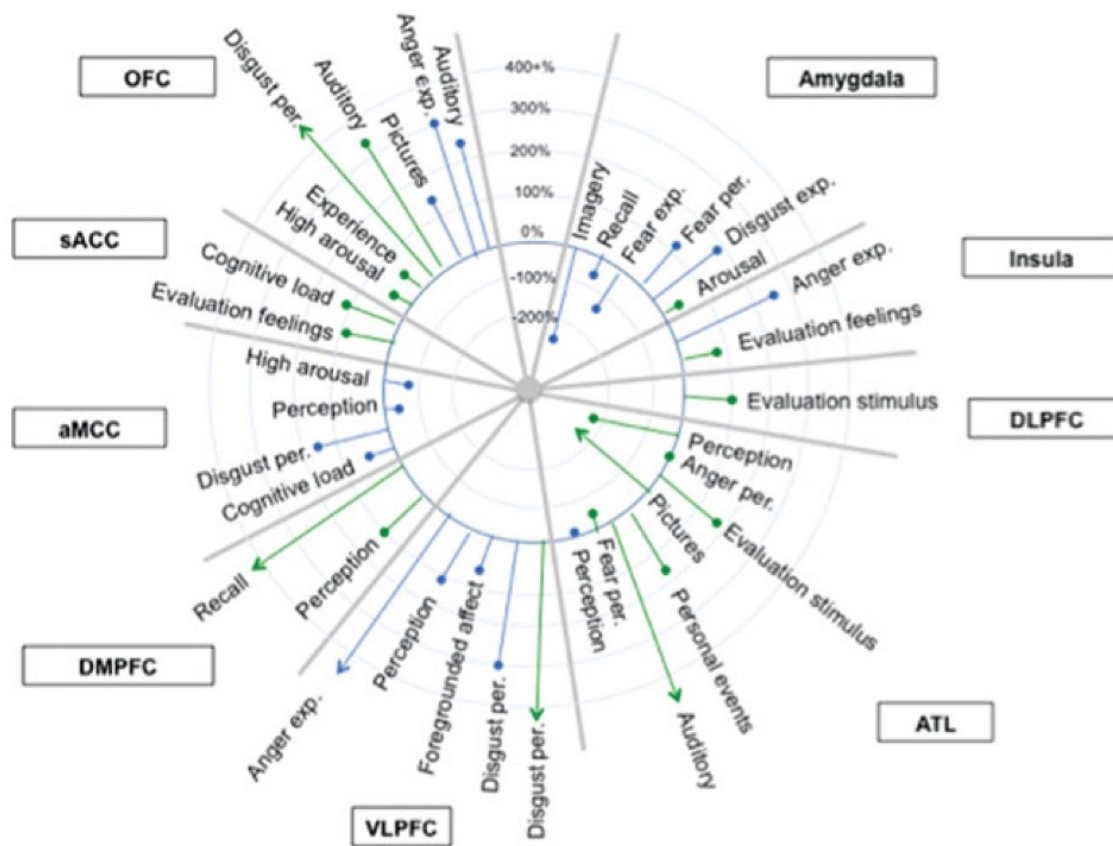 OFC
Disgust per.
Auditory
Pictures
Anger exp.
Auditory
400+%
300%
200%
100%
0%
-100%
-200%
Amygdala
Imagery
Recall
Fear exp.
Fear per.
Disgust exp.
Arousal
Insula
Anger exp.
Evaluation feelings
DLPFC
Evaluation stimulus
sACC
Experience
High arousal
Cognitive load
Evaluation feelings
aMCC
High arousal
Perception
Disgust per.
Cognitive load
DMPFC
Recall
Perception
VLPFC
Anger exp.
Perception
Foregrounded affect
Disgust per.
Disgust per.
ATL
Perception
Anger per.
Evaluation stimulus
Pictures
Personal events
Auditory
Fear per.
Perception